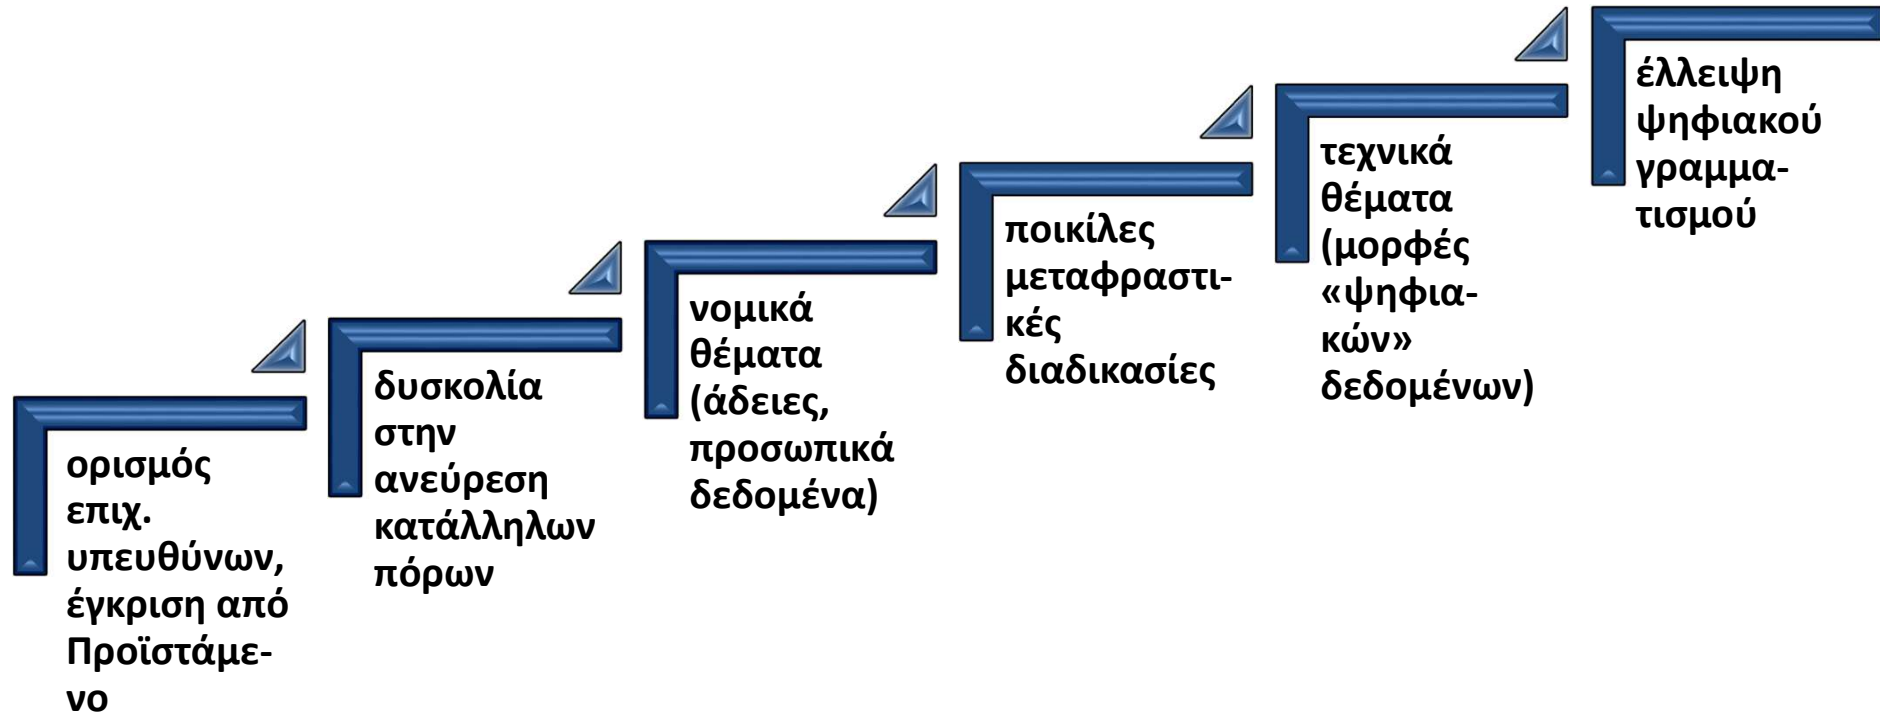 ορισμός
επιχ.
υπευθύνων,
έγκριση από
Προϊστάμε-
νο
δυσκολία
στην
ανεύρεση
κατάλληλων
πόρων
νομικά
θέματα
(άδειες,
προσωπικά
δεδομένα)
ποικίλες
μεταφραστι-
κές
διαδικασίες
τεχνικά
θέματα
(μορφές
«ψηφια-
κών»
δεδομένων)
έλλειψη
ψηφιακού
γραμμα-
τισμού